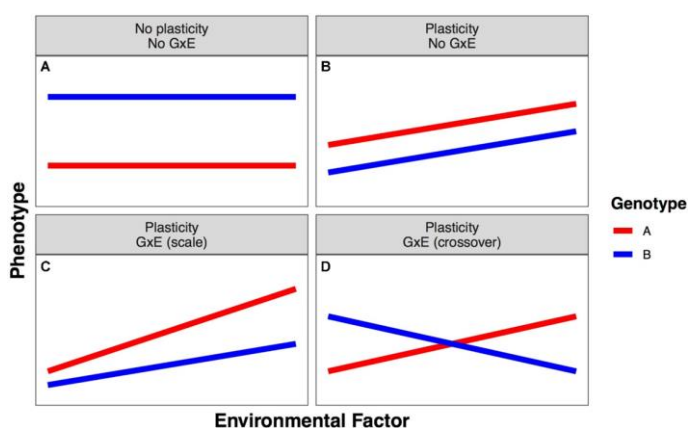 No plasticity
No GxE
Plasticity
No GxE
A
B
Phenotype
Plasticity
GxE (scale)
Plasticity
GxE (crossover)
C
D
Environmental Factor
Genotype
A
B